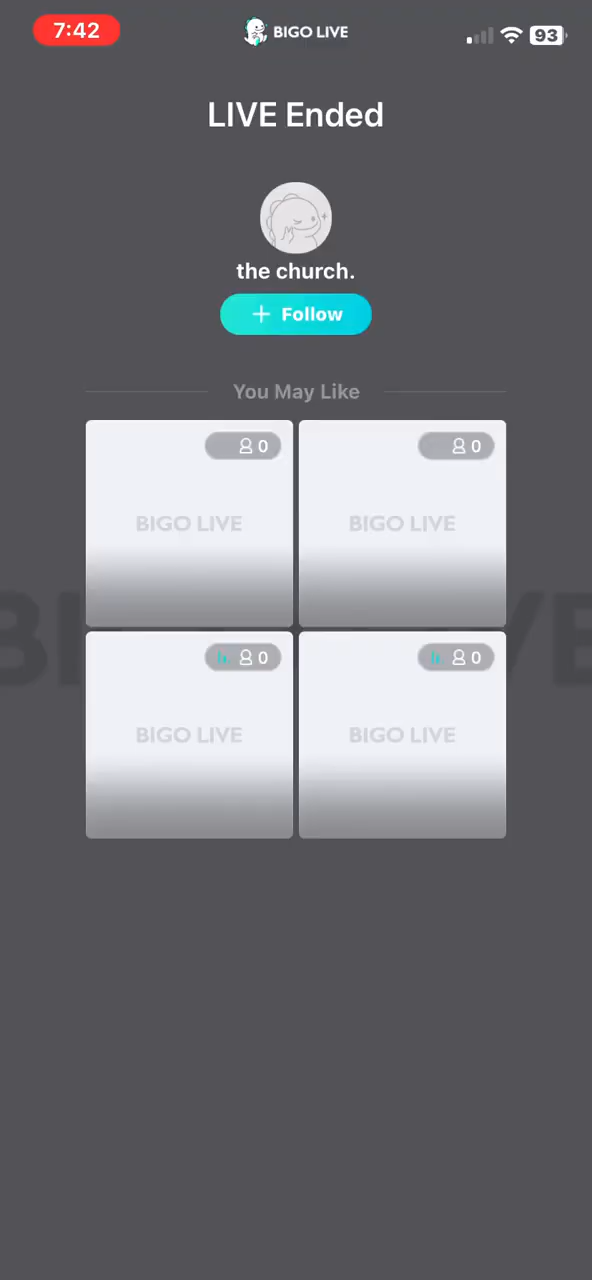 7:42
BIGO LIVE
93
LIVE Ended
the church.
+ Follow
You May Like
0
0
BIGO LIVE
BIGO LIVE
0
0
BIGO LIVE
BIGO LIVE